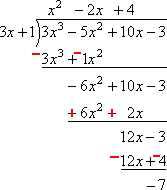 x² − 2x + 4
3x + 1)3x³ − 5x² + 10x − 3
− 3x³ + − 1x²
− 6x² + 10x − 3
+ 6x² + + 2x
12x − 3
− 12x + − 4
− 7